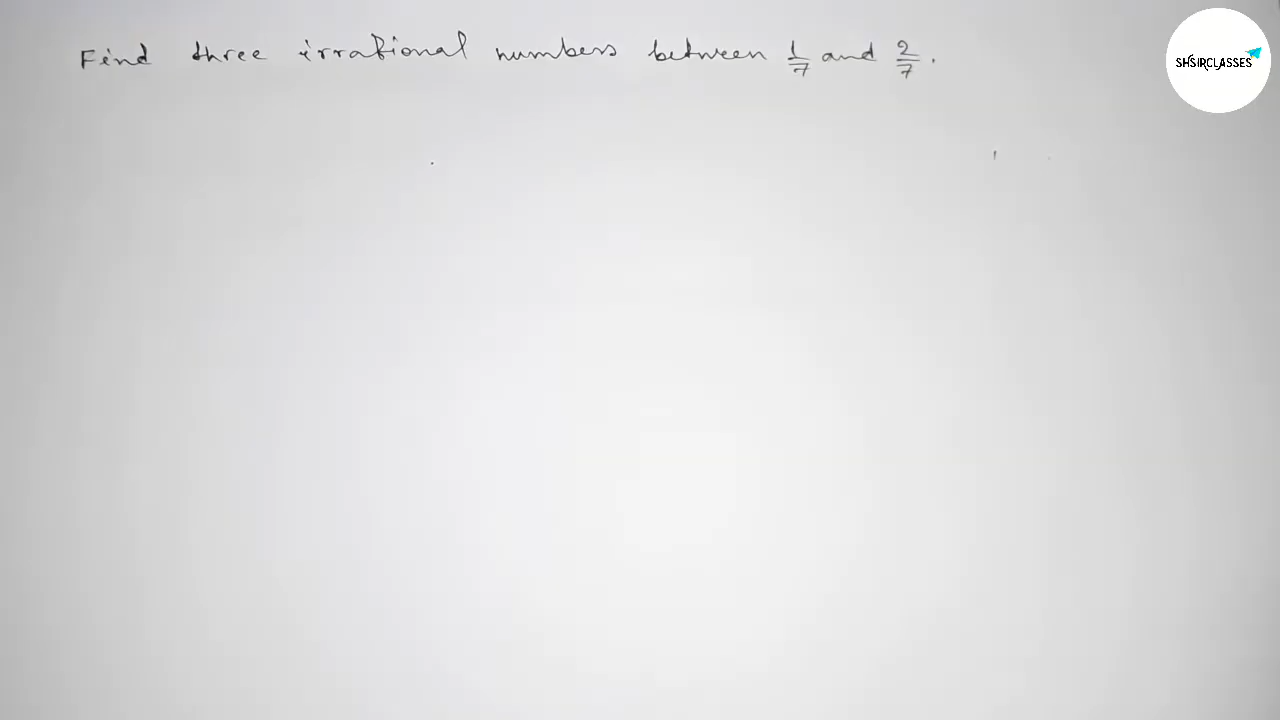 Find three irrational numbers between 1/7 and 2/7.
SHSIRCLASSES